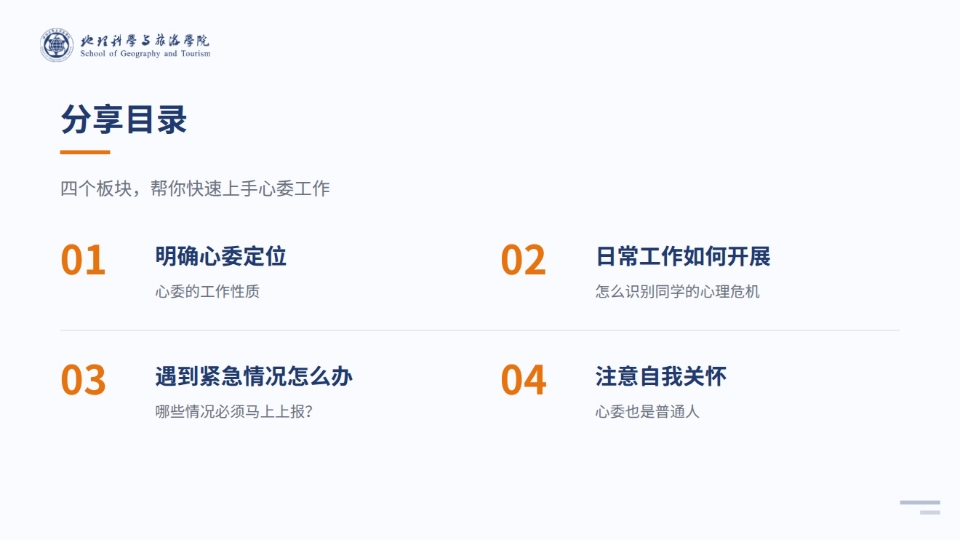 地理科学与旅游学院
School of Geography and Tourism
分享目录
四个板块，帮你快速上手心委工作
01 明确心委定位
心委的工作性质
02 日常工作如何开展
怎么识别同学的心理危机
03 遇到紧急情况怎么办
哪些情况必须马上上报？
04 注意自我关怀
心委也是普通人